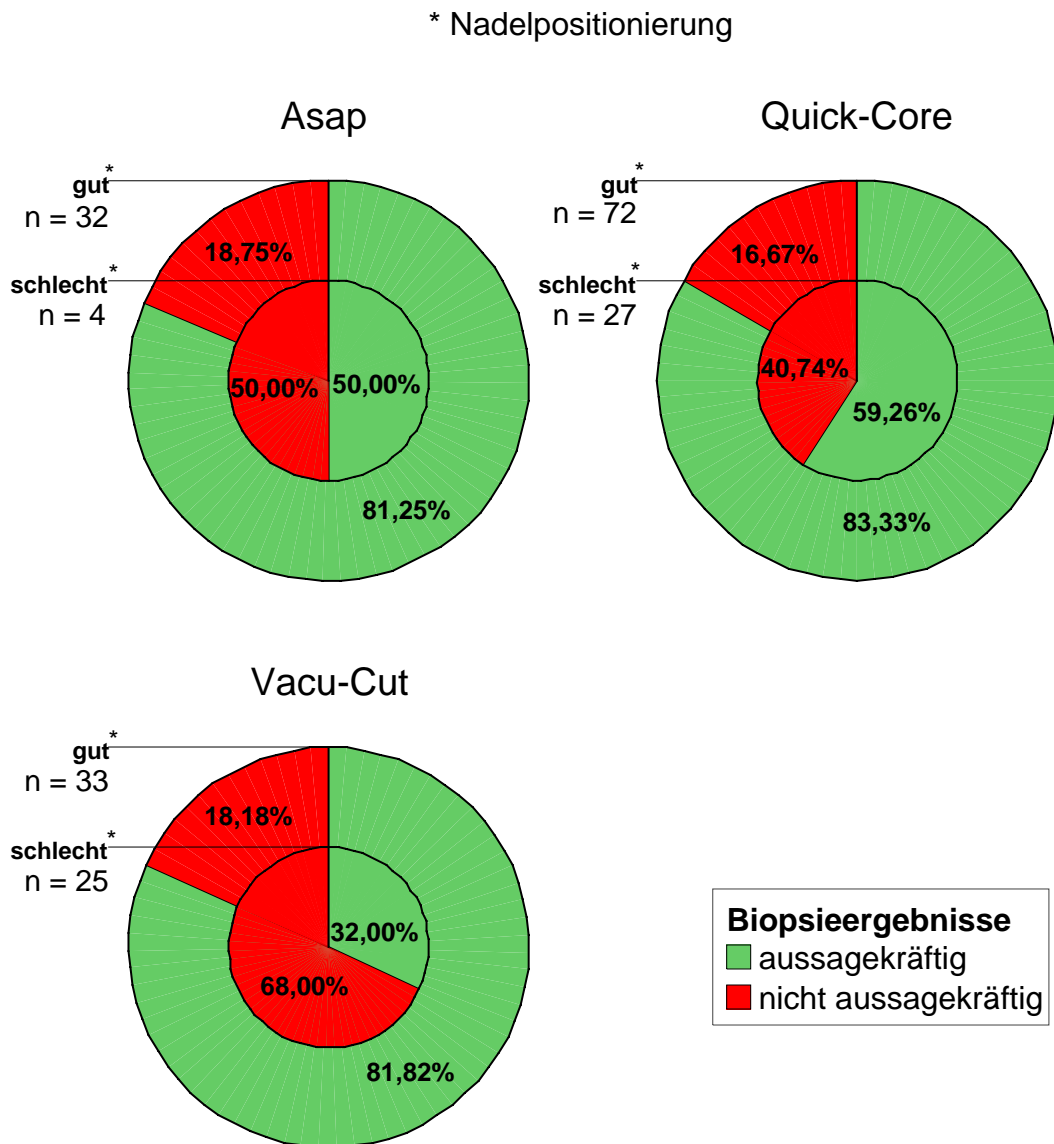 * Nadelpositionierung
Asap
gut*
n = 32
18,75%
schlecht*
n = 4
50,00%
50,00%
81,25%
Quick-Core
gut*
n = 72
16,67%
schlecht*
n = 27
40,74%
59,26%
83,33%
Vacu-Cut
gut*
n = 33
18,18%
schlecht*
n = 25
32,00%
68,00%
81,82%
Biopsieergebnisse
aussagekräftig
nicht aussagekräftig